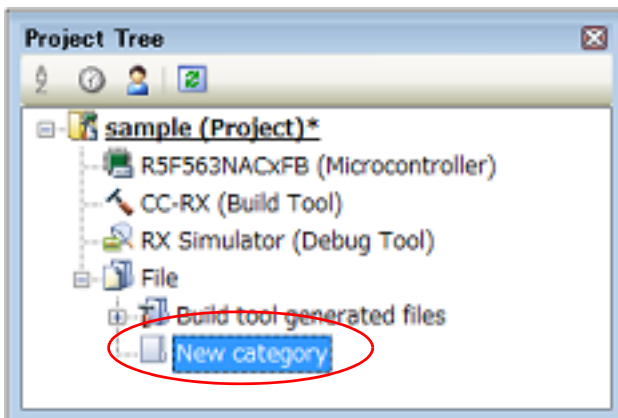 Project Tree
sample (Project)*
R5F563NACxFB (Microcontroller)
CC-RX (Build Tool)
RX Simulator (Debug Tool)
File
Build tool generated files
New category